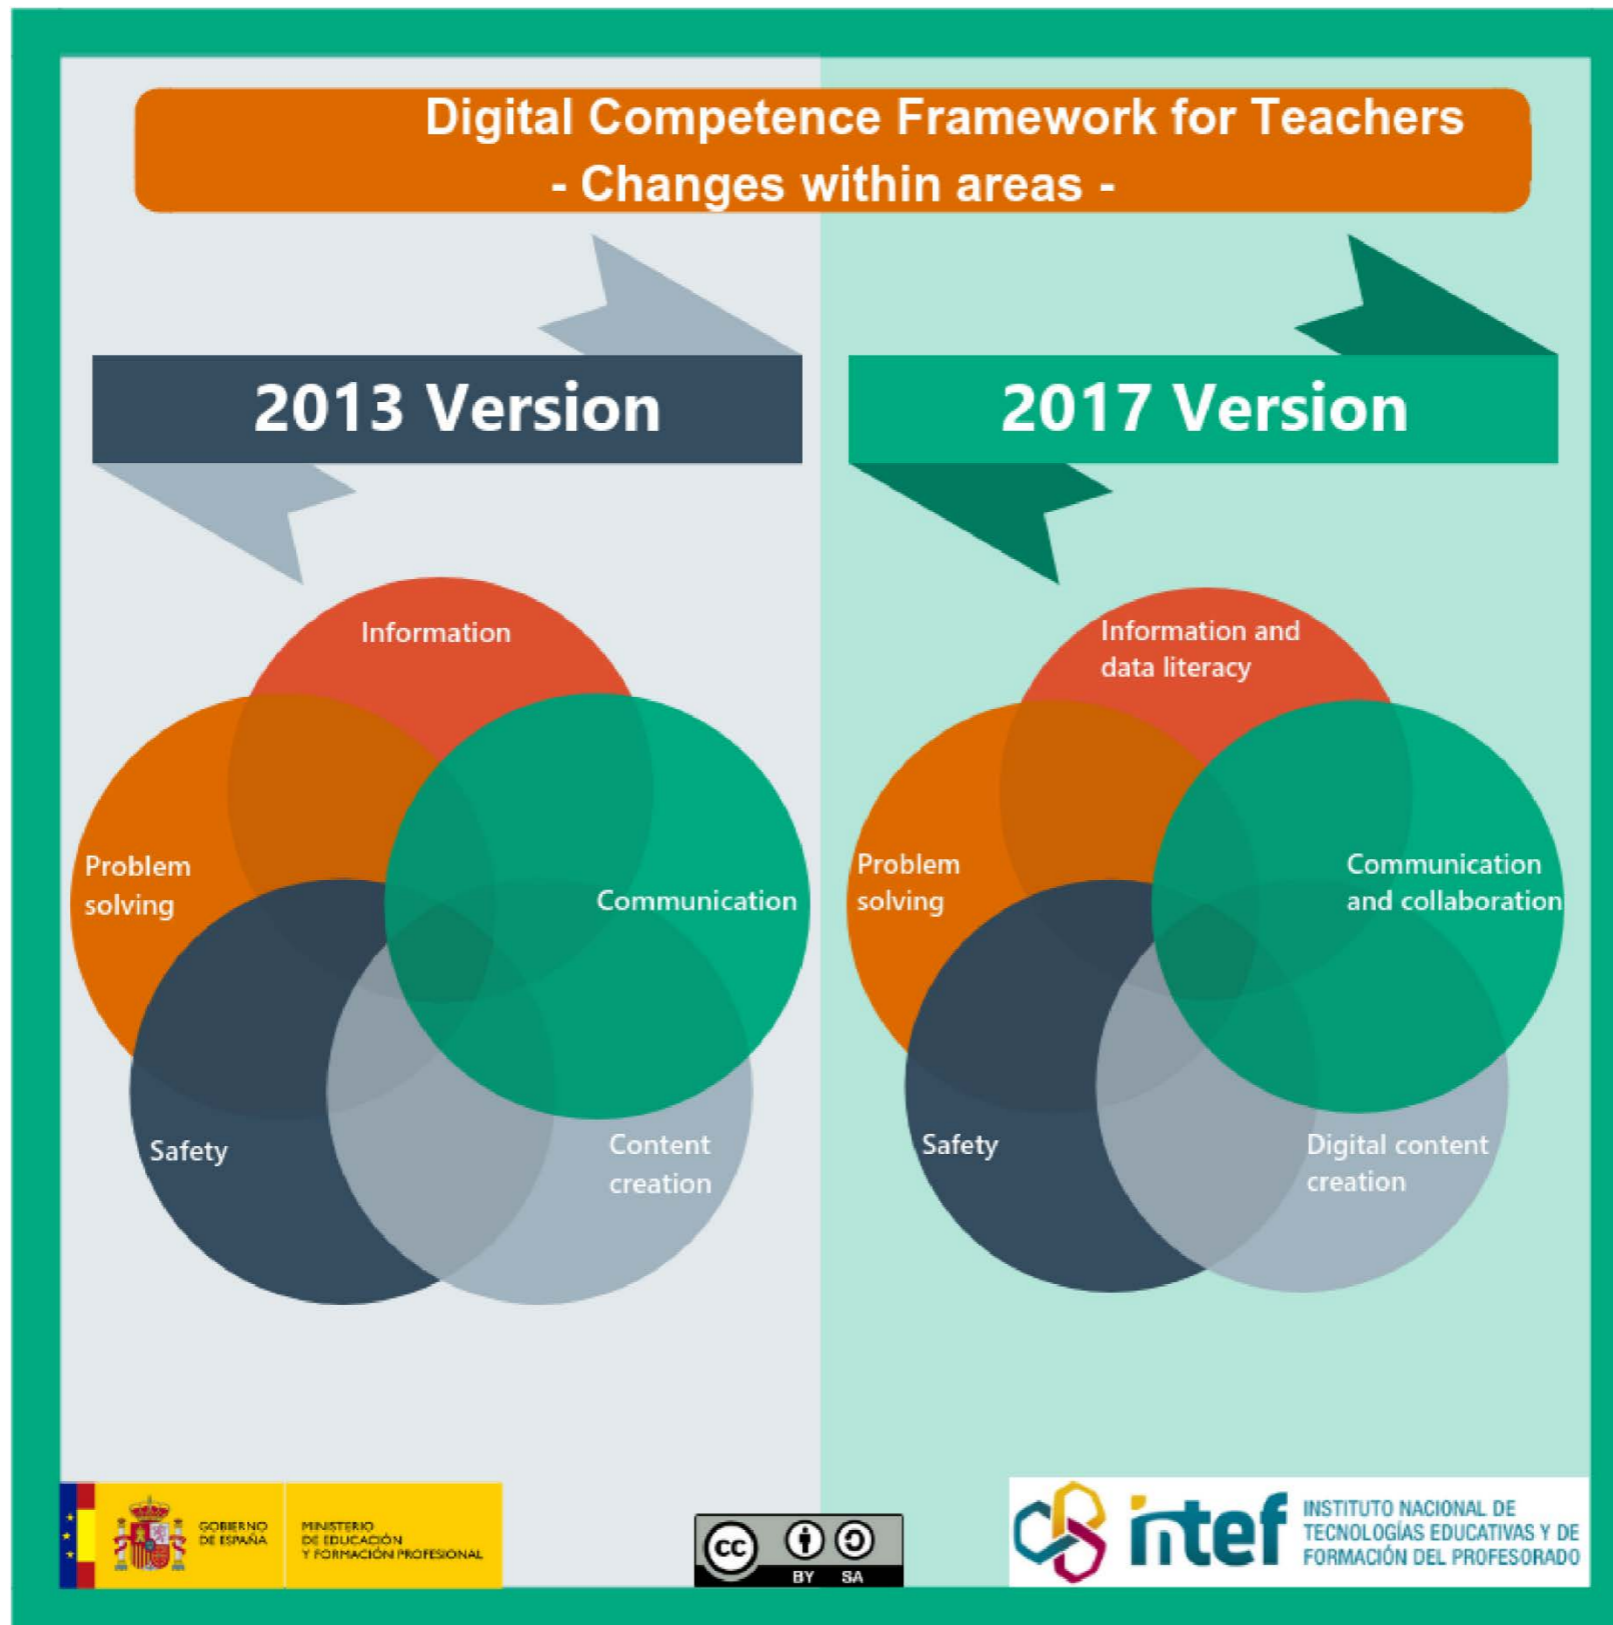 Digital Competence Framework for Teachers
- Changes within areas -
2013 Version
Information
Problem
solving
Communication
Safety
Content
creation
2017 Version
Information and
data literacy
Problem
solving
Communication
and collaboration
Safety
Digital content
creation
GOBIERNO
DE ESPAÑA
MINISTERIO
DE EDUCACIÓN
Y FORMACIÓN PROFESIONAL
cc
BY SA
intef
INSTITUTO NACIONAL DE
TECNOLOGÍAS EDUCATIVAS Y DE
FORMACIÓN DEL PROFESORADO